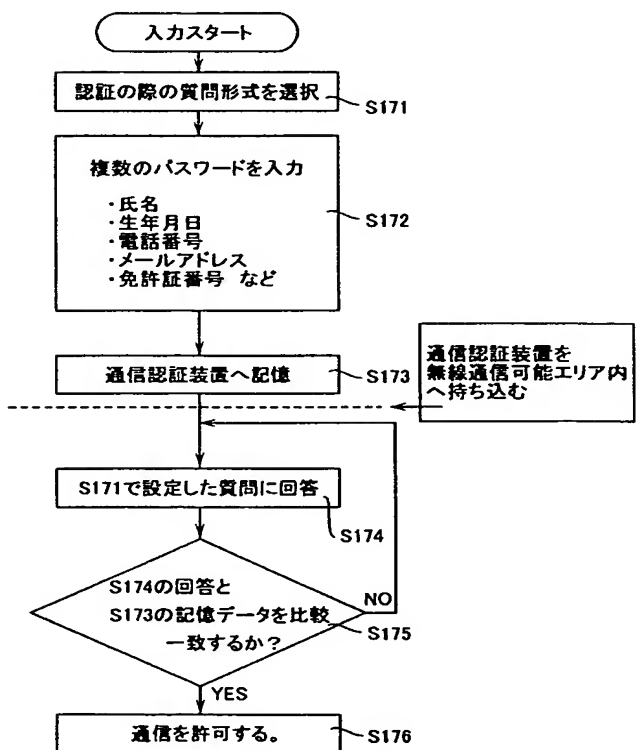 入力スタート
認証の際の質問形式を選択
S171
複数のパスワードを入力
・氏名
・生年月日
・電話番号
・メールアドレス
・免許証番号 など
S172
通信認証装置へ記憶
S173
通信認証装置を
無線通信可能エリア内
へ持ち込む
S171で設定した質問に回答
S174
S174の回答と
S173の記憶データを比較
一致するか?
NO
S175
YES
通信を許可する。
S176